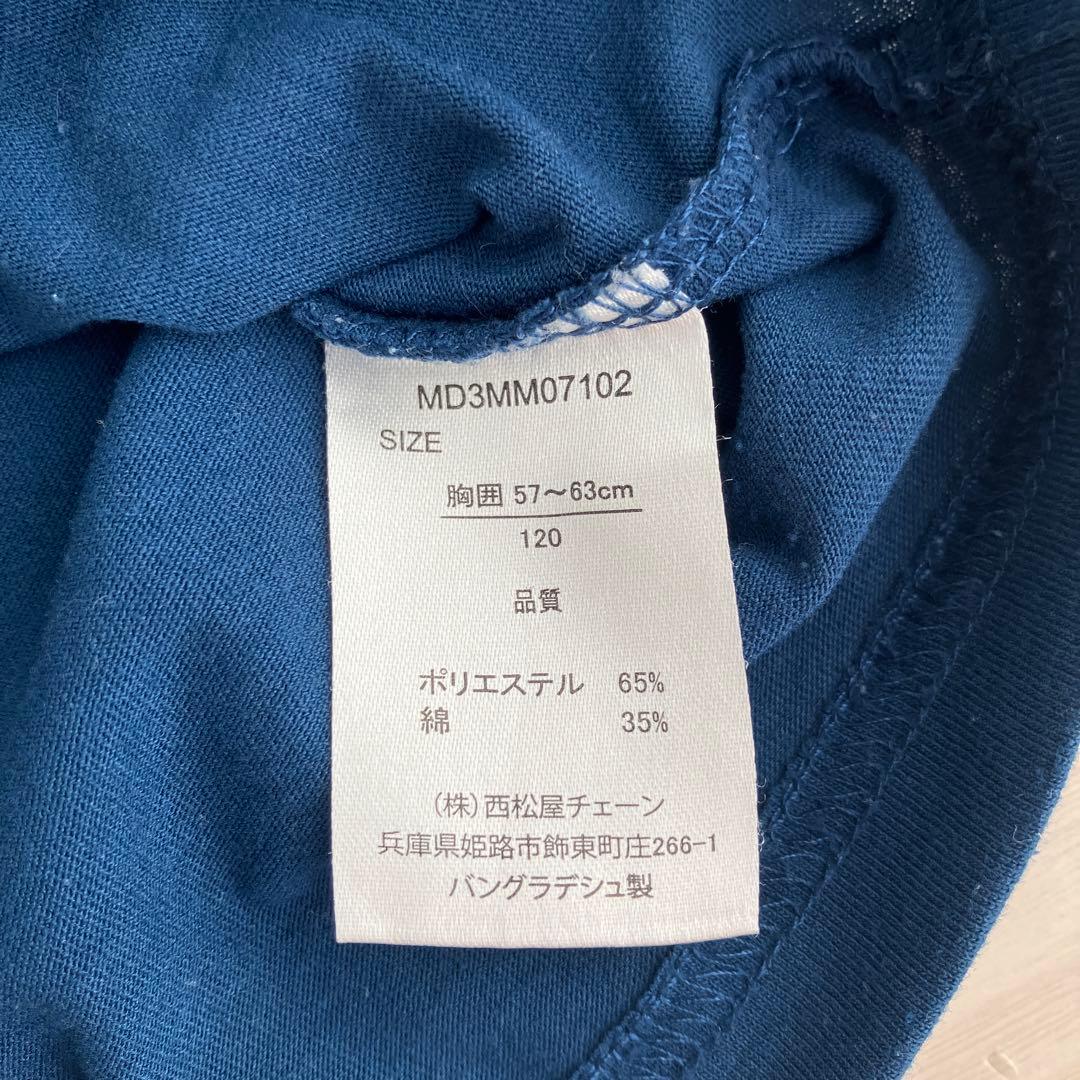 MD3MM07102
SIZE
胸囲 57～63cm
120
品質
ポリエステル 65%
綿 35%
(株)西松屋チェーン
兵庫県姫路市飾東町庄266-1
バングラデシュ製